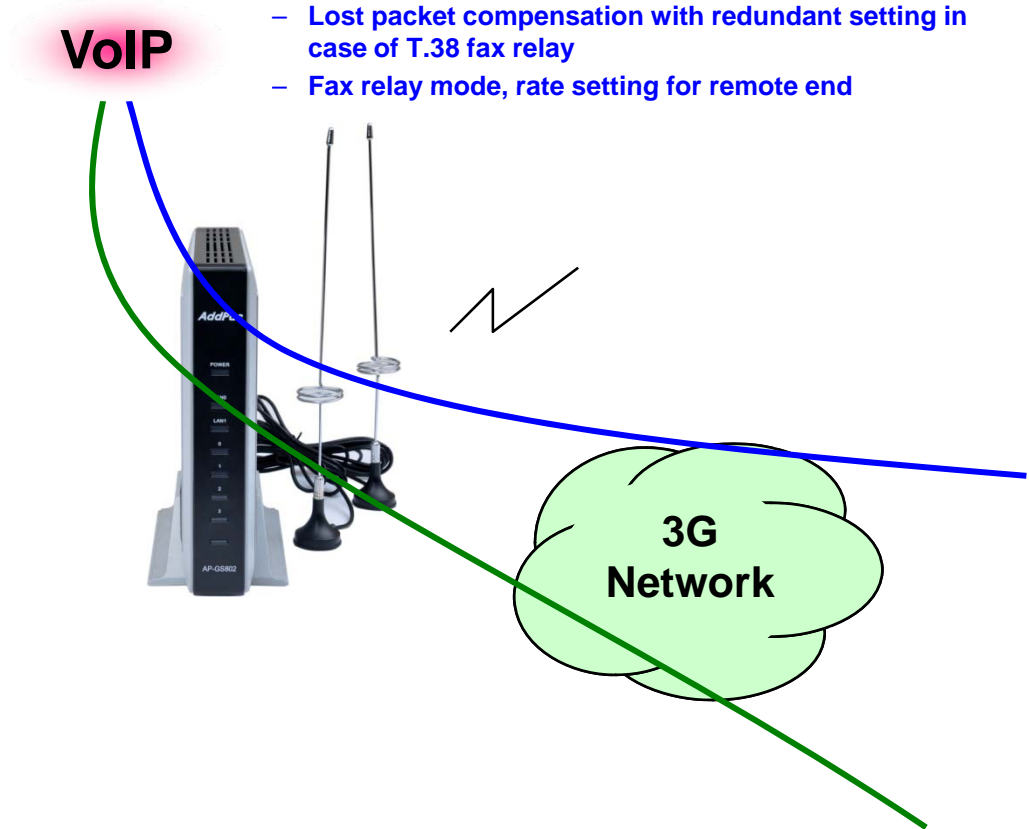 – Lost packet compensation with redundant setting in
case of T.38 fax relay
– Fax relay mode, rate setting for remote end
VoIP
POWER
LAN1
0
1
2
3
AP-GS802
3G
Network